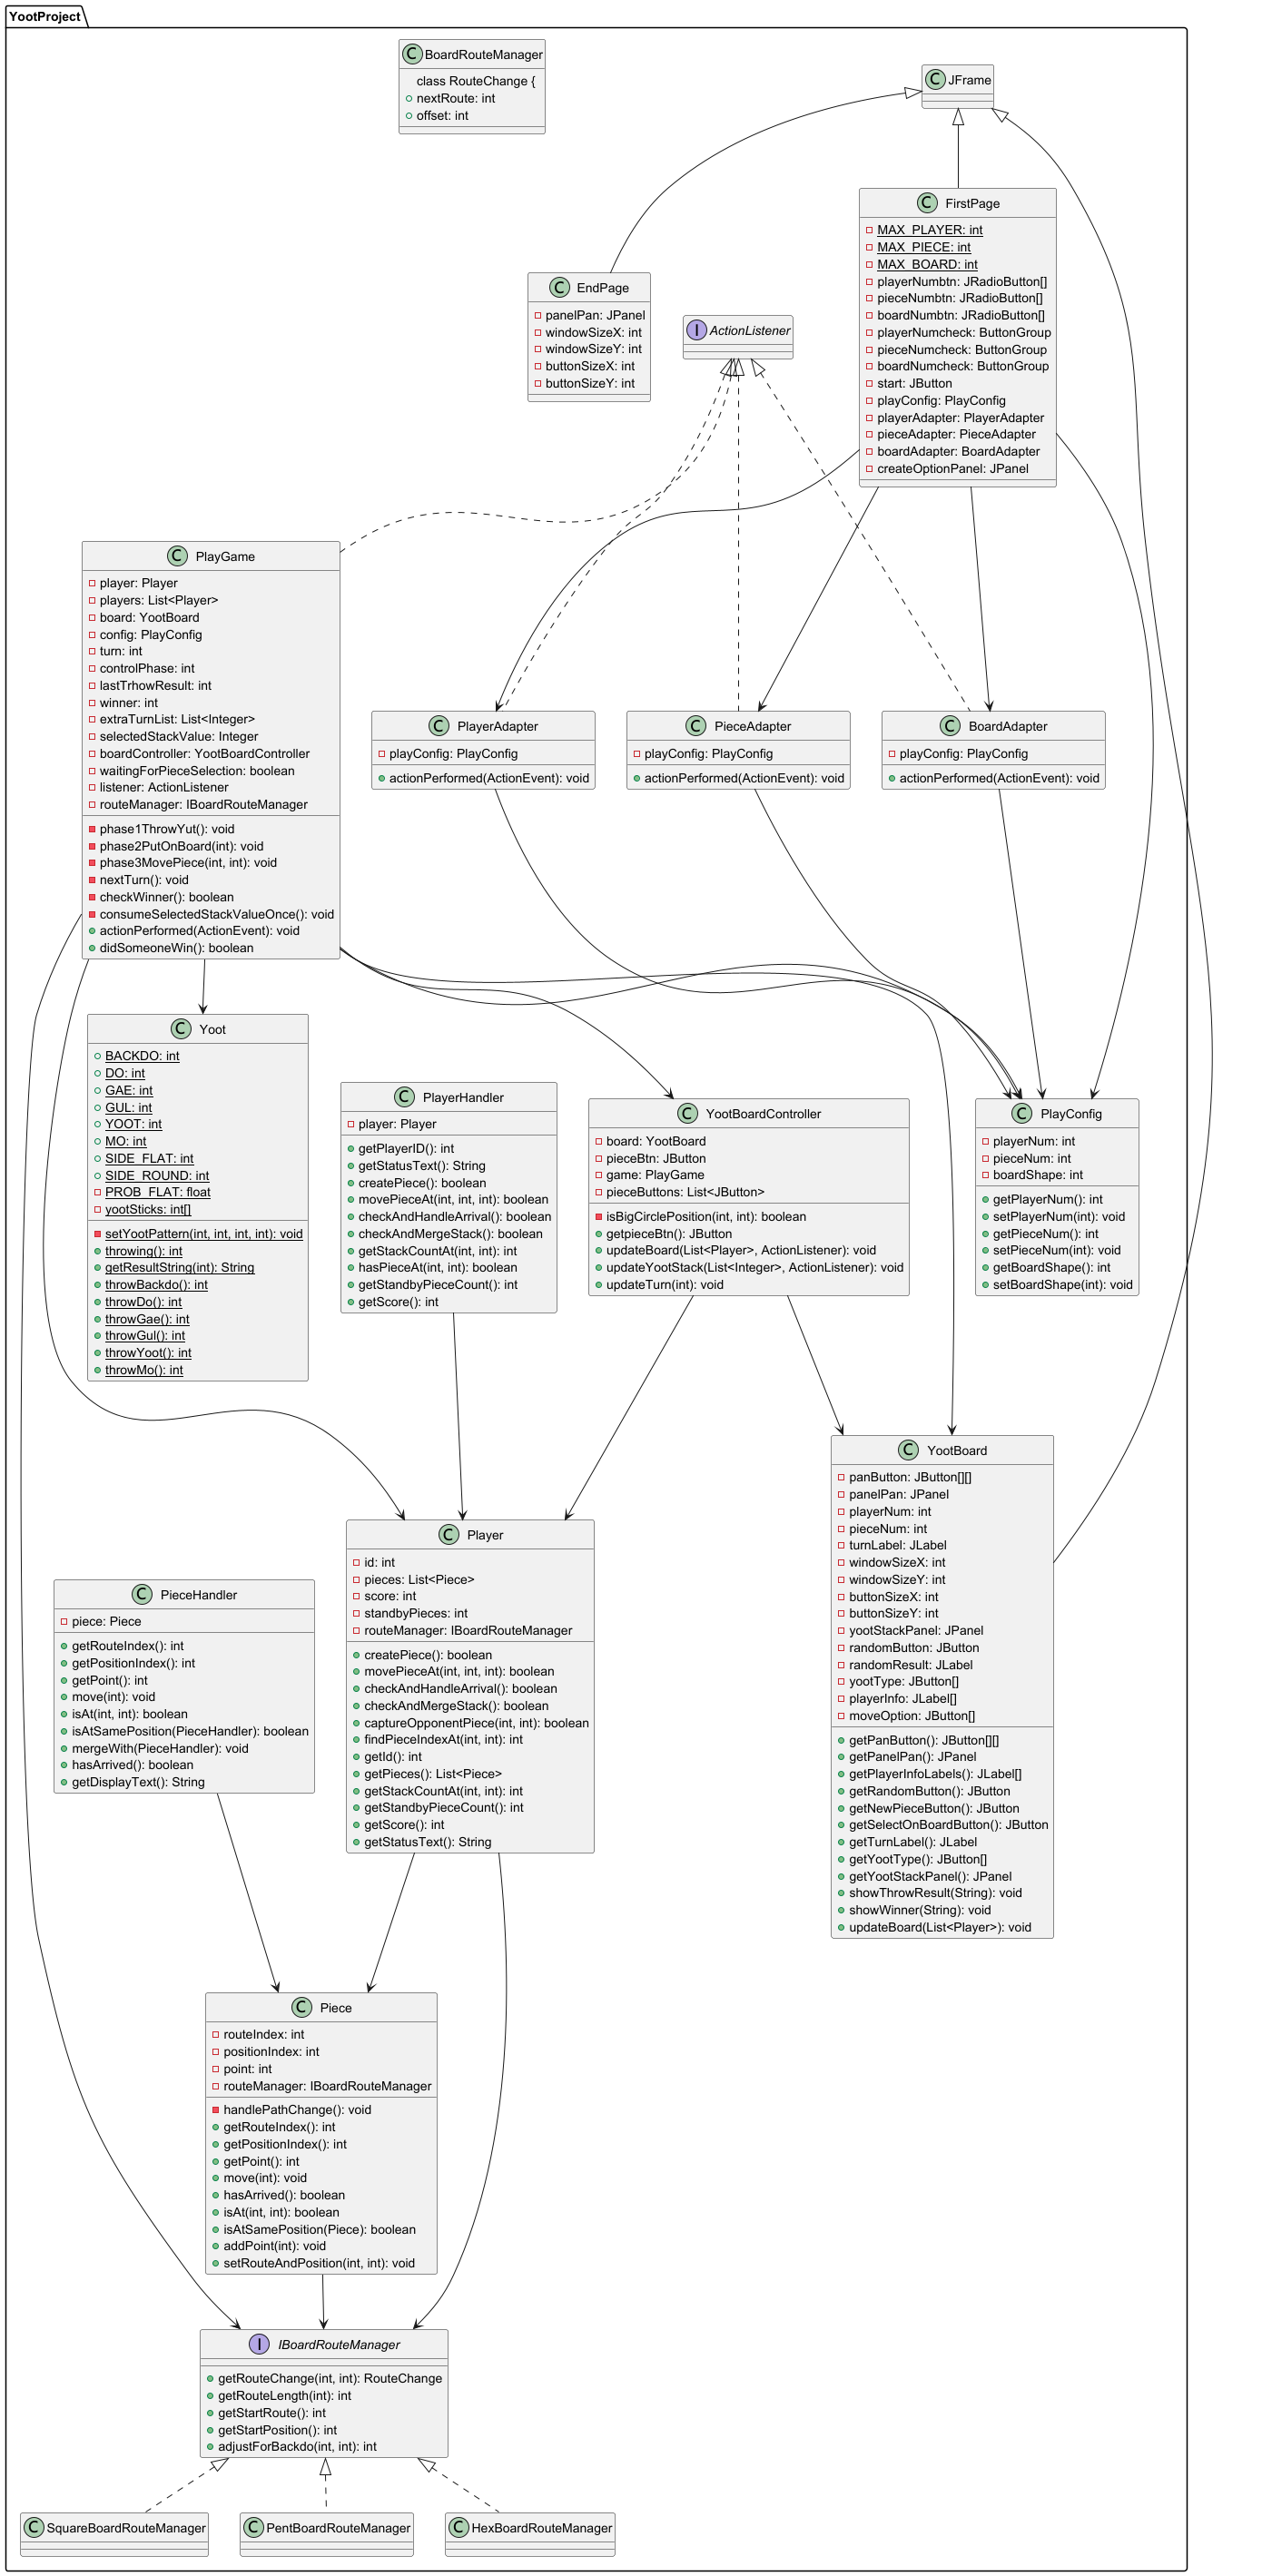 YootProject
BoardRouteManager
class RouteChange {
nextRoute: int
offset: int
JFrame
FirstPage
MAX_PLAYER: int
MAX_PIECE: int
MAX_BOARD: int
playerNumbtn: JRadioButton[]
pieceNumbtn: JRadioButton[]
boardNumbtn: JRadioButton[]
playerNumcheck: ButtonGroup
pieceNumcheck: ButtonGroup
boardNumcheck: ButtonGroup
start: JButton
playConfig: PlayConfig
playerAdapter: PlayerAdapter
pieceAdapter: PieceAdapter
boardAdapter: BoardAdapter
createOptionPanel: JPanel
EndPage
panelPan: JPanel
windowSizeX: int
windowSizeY: int
buttonSizeX: int
buttonSizeY: int
ActionListener
PlayGame
player: Player
players: List<Player>
board: YootBoard
config: PlayConfig
turn: int
controlPhase: int
lastTrhowResult: int
winner: int
extraTurnList: List<Integer>
selectedStackValue: Integer
boardController: YootBoardController
waitingForPieceSelection: boolean
listener: ActionListener
routeManager: IBoardRouteManager
phase1ThrowYut(): void
phase2PutOnBoard(int): void
phase3MovePiece(int, int): void
nextTurn(): void
checkWinner(): boolean
consumeSelectedStackValueOnce(): void
actionPerformed(ActionEvent): void
didSomeoneWin(): boolean
PlayerAdapter
playConfig: PlayConfig
actionPerformed(ActionEvent): void
PieceAdapter
playConfig: PlayConfig
actionPerformed(ActionEvent): void
BoardAdapter
playConfig: PlayConfig
actionPerformed(ActionEvent): void
Yoot
BACKDO: int
DO: int
GAE: int
GUL: int
YOOT: int
MO: int
SIDE_FLAT: int
SIDE_ROUND: int
PROB_FLAT: float
yootSticks: int[]
setYootPattern(int, int, int, int): void
throwing(): int
getResultString(int): String
throwBackdo(): int
throwDo(): int
throwGae(): int
throwGul(): int
throwYoot(): int
throwMo(): int
PlayerHandler
player: Player
getPlayerID(): int
getStatusText(): String
createPiece(): boolean
movePieceAt(int, int, int): boolean
checkAndHandleArrival(): boolean
checkAndMergeStack(): boolean
getStackCountAt(int, int): int
hasPieceAt(int, int): boolean
getStandbyPieceCount(): int
getScore(): int
YootBoardController
board: YootBoard
pieceBtn: JButton
game: PlayGame
pieceButtons: List<JButton>
isBigCirclePosition(int, int): boolean
getpieceBtn(): JButton
updateBoard(List<Player>, ActionListener): void
updateYootStack(List<Integer>, ActionListener): void
updateTurn(int): void
PlayConfig
playerNum: int
pieceNum: int
boardShape: int
getPlayerNum(): int
setPlayerNum(int): void
getPieceNum(): int
setPieceNum(int): void
getBoardShape(): int
setBoardShape(int): void
YootBoard
panButton: JButton[][]
panelPan: JPanel
playerNum: int
pieceNum: int
turnLabel: JLabel
windowSizeX: int
windowSizeY: int
buttonSizeX: int
buttonSizeY: int
yootStackPanel: JPanel
randomButton: JButton
randomResult: JLabel
yootType: JButton[]
playerInfo: JLabel[]
moveOption: JButton[]
getPanButton(): JButton[][]
getPanelPan(): JPanel
getPlayerInfoLabels(): JLabel[]
getRandomButton(): JButton
getNewPieceButton(): JButton
getSelectOnBoardButton(): JButton
getTurnLabel(): JLabel
getYootType(): JButton[]
getYootStackPanel(): JPanel
showThrowResult(String): void
showWinner(String): void
updateBoard(List<Player>): void
Player
id: int
pieces: List<Piece>
score: int
standbyPieces: int
routeManager: IBoardRouteManager
createPiece(): boolean
movePieceAt(int, int, int): boolean
checkAndHandleArrival(): boolean
checkAndMergeStack(): boolean
captureOpponentPiece(int, int): boolean
findPieceIndexAt(int, int): int
getId(): int
getPieces(): List<Piece>
getStackCountAt(int, int): int
getStandbyPieceCount(): int
getScore(): int
getStatusText(): String
PieceHandler
piece: Piece
getRouteIndex(): int
getPositionIndex(): int
getPoint(): int
move(int): void
isAt(int, int): boolean
isAtSamePosition(PieceHandler): boolean
mergeWith(PieceHandler): void
hasArrived(): boolean
getDisplayText(): String
Piece
routeIndex: int
positionIndex: int
point: int
routeManager: IBoardRouteManager
handlePathChange(): void
getRouteIndex(): int
getPositionIndex(): int
getPoint(): int
move(int): void
hasArrived(): boolean
isAt(int, int): boolean
isAtSamePosition(Piece): boolean
addPoint(int): void
setRouteAndPosition(int, int): void
IBoardRouteManager
getRouteChange(int, int): RouteChange
getRouteLength(int): int
getStartRoute(): int
getStartPosition(): int
adjustForBackdo(int, int): int
SquareBoardRouteManager
PentBoardRouteManager
HexBoardRouteManager